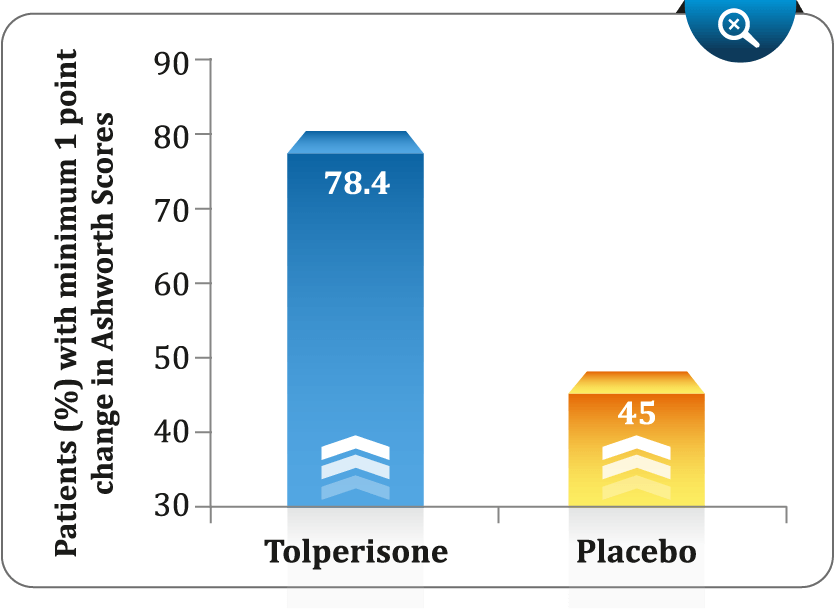 Patients (%) with minimum 1 point
change in Ashworth Scores
90
80
70
60
50
40
30
78.4
45
Tolperisone
Placebo